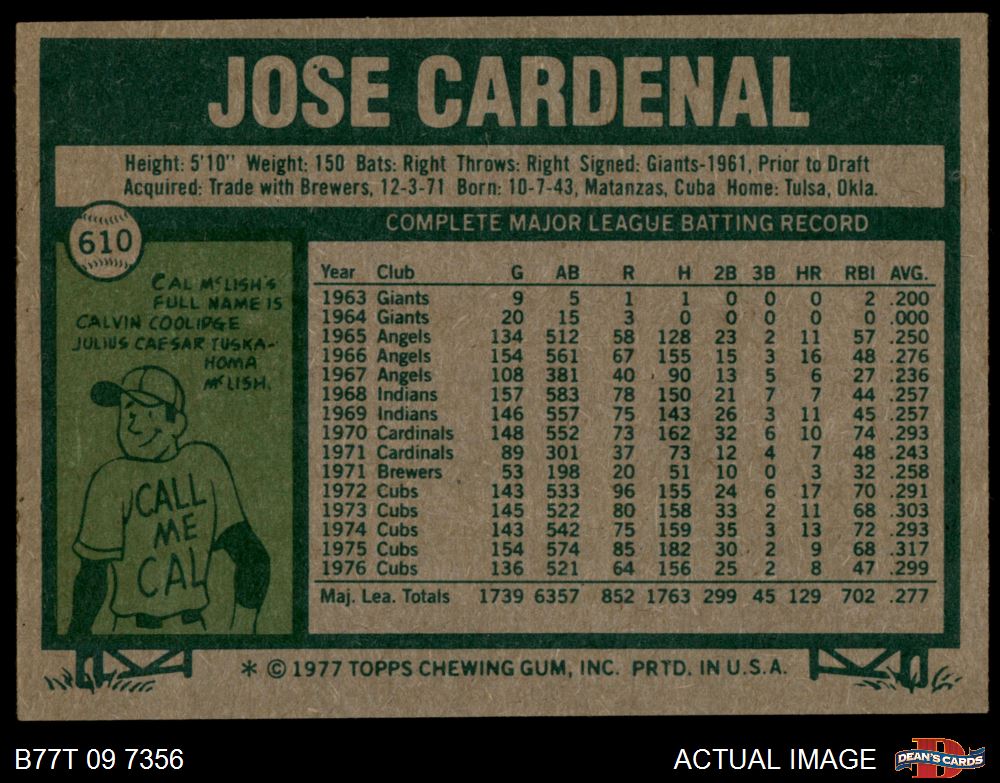 JOSE CARDENAL
Height: 5'10" Weight: 150 Bats: Right Throws: Right Signed: Giants-1961, Prior to Draft
Acquired: Trade with Brewers, 12-3-71 Born: 10-7-43, Matanzas, Cuba Home: Tulsa, Okla.
610
CAL McLISH'S
FULL NAME IS
CALVIN COOLIDGE
JULIUS CAESAR TUSKA-
HOMA
McLISH.
CALL
ME
CAL
COMPLETE MAJOR LEAGUE BATTING RECORD
Year Club G AB R H 2B 3B HR RBI AVG.
1963 Giants 9 5 1 1 0 0 0 2 .200
1964 Giants 20 15 3 0 0 0 0 0 .000
1965 Angels 134 512 58 128 23 2 11 57 .250
1966 Angels 154 561 67 155 15 3 16 48 .276
1967 Angels 108 381 40 90 13 5 6 27 .236
1968 Indians 157 583 78 150 21 7 7 44 .257
1969 Indians 146 557 75 143 26 3 11 45 .257
1970 Cardinals 148 552 73 162 32 6 10 74 .293
1971 Cardinals 89 301 37 73 12 4 7 48 .243
1971 Brewers 53 198 20 51 10 0 3 32 .258
1972 Cubs 143 533 96 155 24 6 17 70 .291
1973 Cubs 145 522 80 158 33 2 11 68 .303
1974 Cubs 143 542 75 159 35 3 13 72 .293
1975 Cubs 154 574 85 182 30 2 9 68 .317
1976 Cubs 136 521 64 156 25 2 8 47 .299
Maj. Lea. Totals 1739 6357 852 1763 299 45 129 702 .277
* © 1977 TOPPS CHEWING GUM, INC. PRTD. IN U.S.A.
B77T 09 7356
ACTUAL IMAGE
D
DEAN'S CARDS